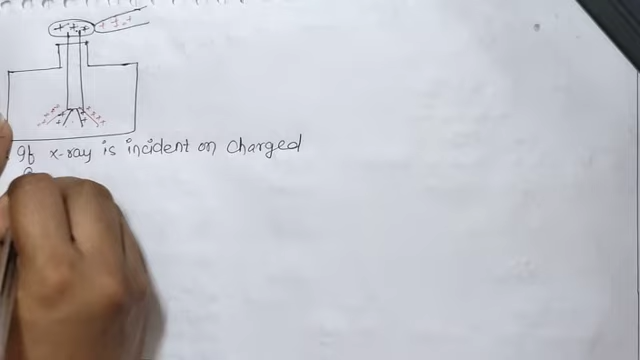 If x-ray is incident on charged